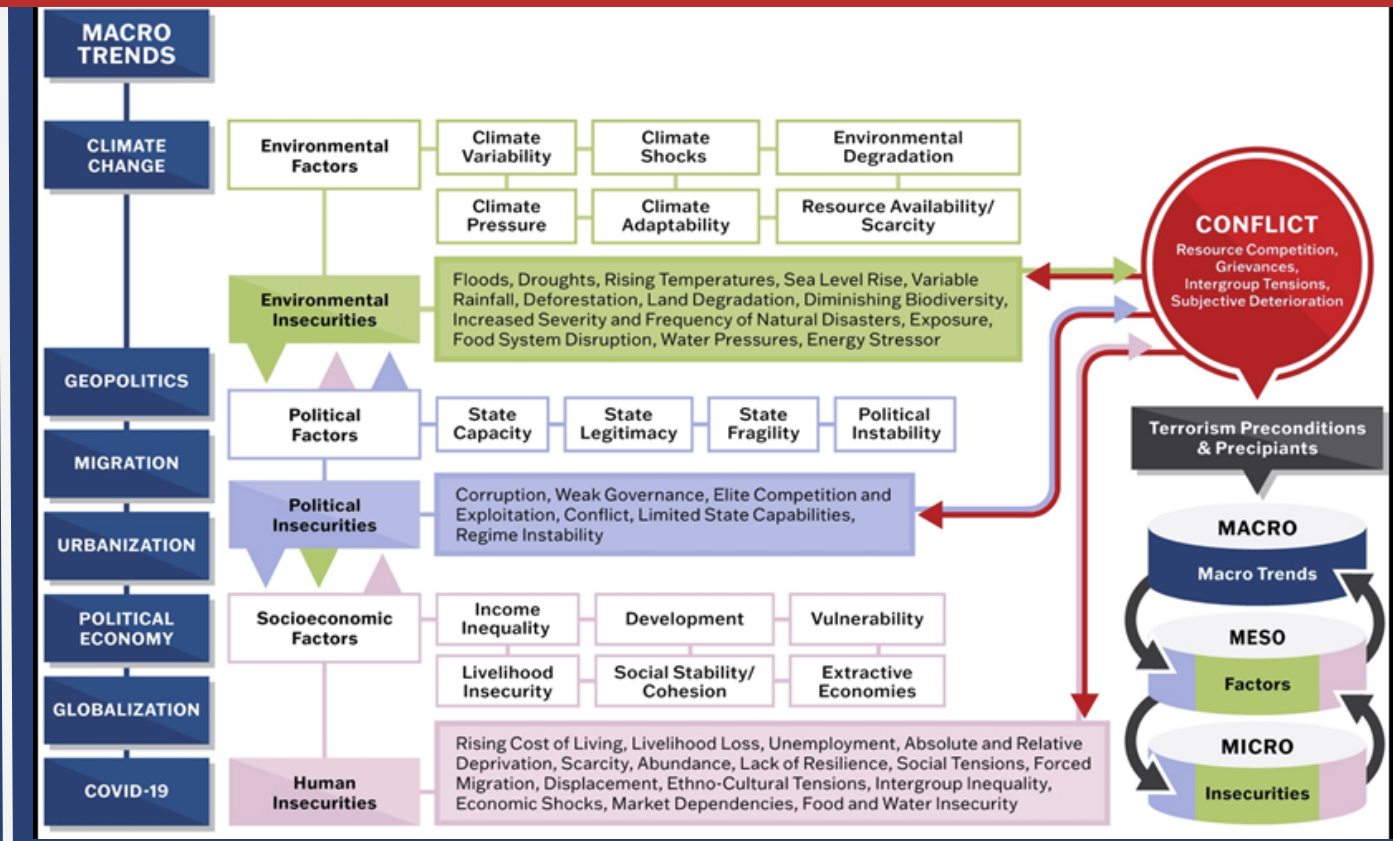 MACRO
TRENDS
CLIMATE
CHANGE
GEOPOLITICS
MIGRATION
URBANIZATION
POLITICAL
ECONOMY
GLOBALIZATION
COVID-19
Environmental
Factors
Climate
Variability
Climate
Shocks
Environmental
Degradation
Climate
Pressure
Climate
Adaptability
Resource Availability/
Scarcity
Environmental
Insecurities
Floods, Droughts, Rising Temperatures, Sea Level Rise, Variable
Rainfall, Deforestation, Land Degradation, Diminishing Biodiversity,
Increased Severity and Frequency of Natural Disasters, Exposure,
Food System Disruption, Water Pressures, Energy Stressor
Political
Factors
State
Capacity
State
Legitimacy
State
Fragility
Political
Instability
Political
Insecurities
Corruption, Weak Governance, Elite Competition and
Exploitation, Conflict, Limited State Capabilities,
Regime Instability
Socioeconomic
Factors
Income
Inequality
Development
Vulnerability
Livelihood
Insecurity
Social Stability/
Cohesion
Extractive
Economies
Human
Insecurities
Rising Cost of Living, Livelihood Loss, Unemployment, Absolute and Relative
Deprivation, Scarcity, Abundance, Lack of Resilience, Social Tensions, Forced
Migration, Displacement, Ethno-Cultural Tensions, Intergroup Inequality,
Economic Shocks, Market Dependencies, Food and Water Insecurity
CONFLICT
Resource Competition,
Grievances,
Intergroup Tensions,
Subjective Deterioration
Terrorism Preconditions
& Precipiants
MACRO
Macro Trends
MESO
Factors
MICRO
Insecurities